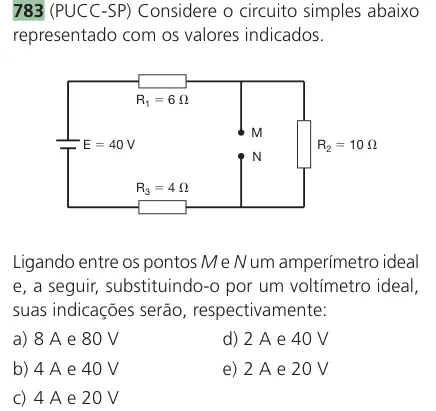 783 (PUCC-SP) Considere o circuito simples abaixo
representado com os valores indicados.
R₁ = 6 Ω
M
E = 40 V
R₂ = 10 Ω
N
R₃ = 4 Ω
Ligando entre os pontos M e N um amperímetro ideal
e, a seguir, substituindo-o por um voltímetro ideal,
suas indicações serão, respectivamente:
a) 8 A e 80 V
d) 2 A e 40 V
b) 4 A e 40 V
e) 2 A e 20 V
c) 4 A e 20 V